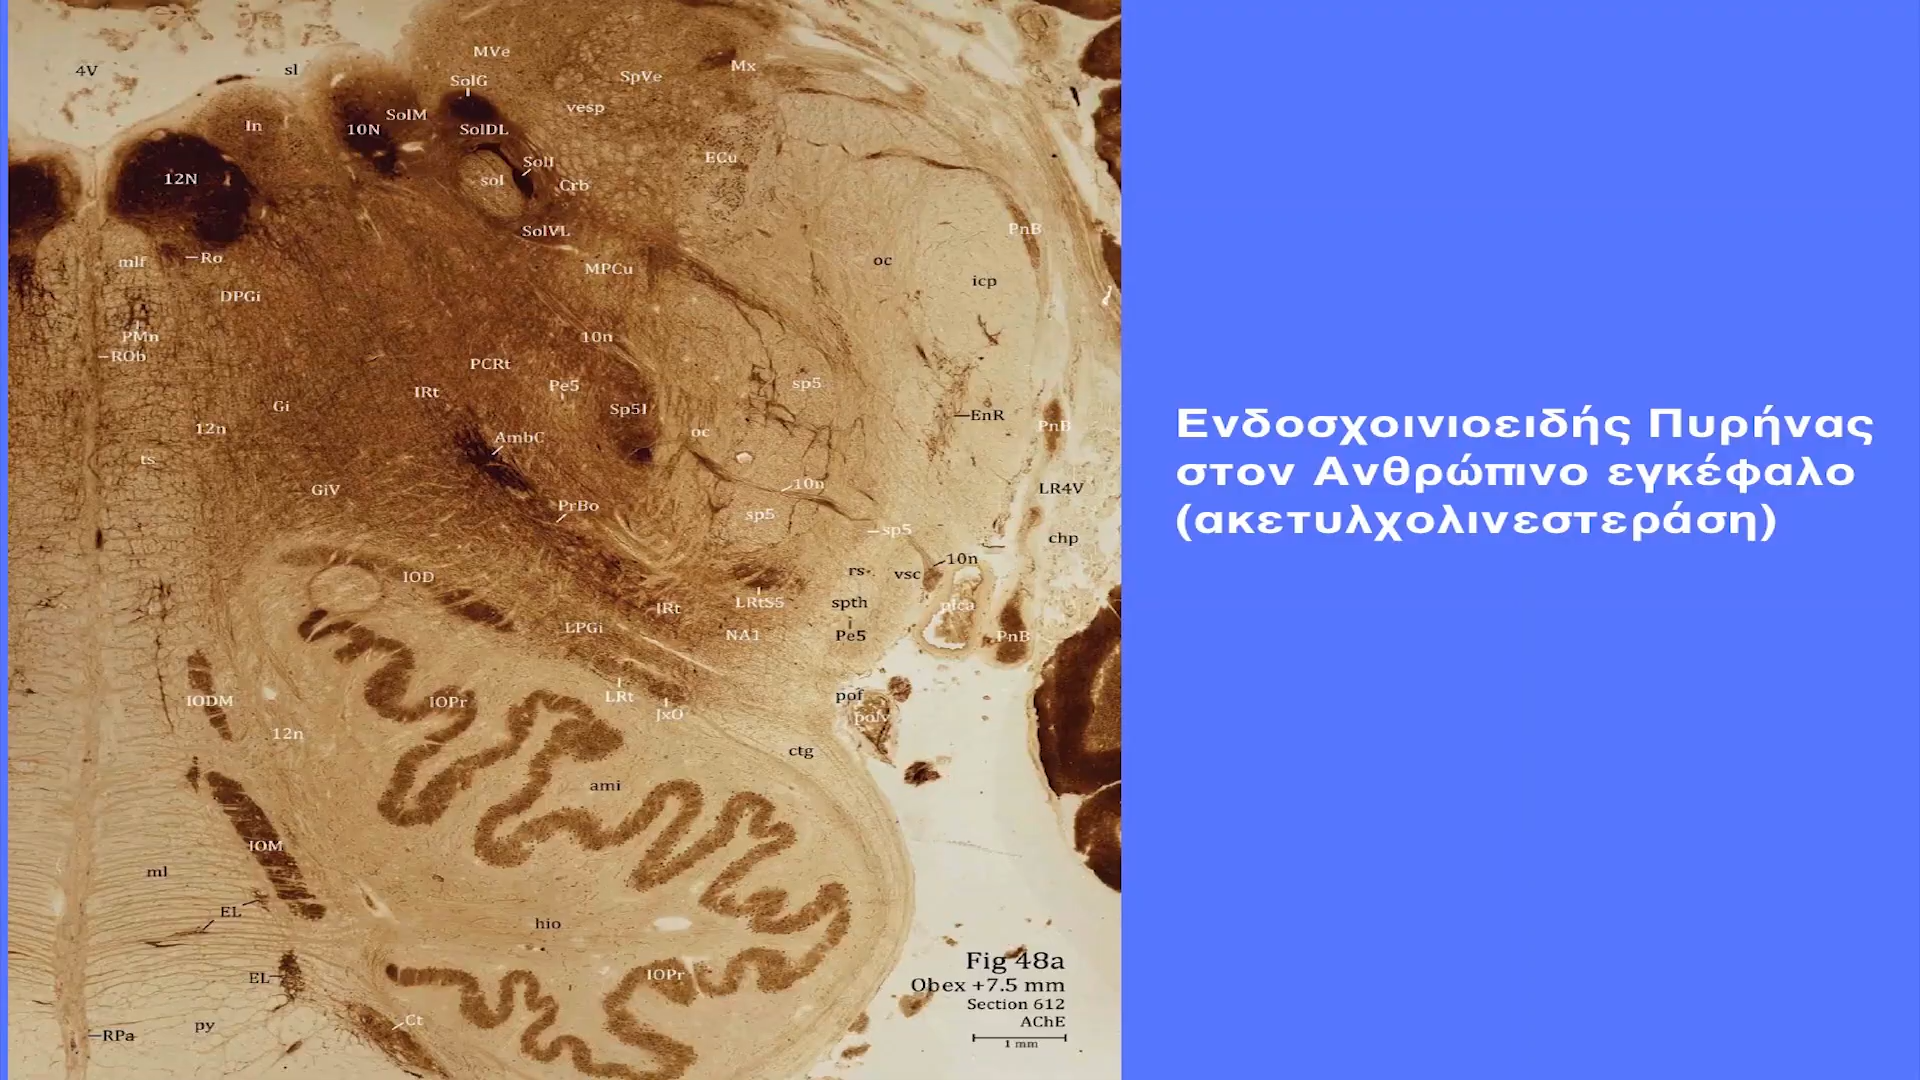 MVe
4V
sl
SolG
SpVe
Mx
vesp
SolM
10N
In
SolDL
ECu
SolI
12N
sol
Crb
PnB
SolVL
mlf
Ro
oc
MPCu
icp
DPGi
PMn
10n
ROb
PCRt
IRt
Pe5
sp5
Gi
Sp5I
EnR
12n
AmbC
oc
PnB
ts
GiV
10n
LR4V
PrBo
sp5
sp5
chp
10n
IOD
rs
vsc
IRt
LRtS5
spth
pica
LPGi
NA1
Pe5
PnB
IODM
IOPr
LRt
JxO
pof
polv
12n
ctg
ami
IOM
ml
EL
hio
EL
IOPr
Ct
py
RPa
Fig 48a
Obex +7.5 mm
Section 612
AChE
1 mm
Ενδοσχοινιοειδής Πυρήνας
στον Ανθρώπινο εγκέφαλο
(ακετυλχολινεστεράση)